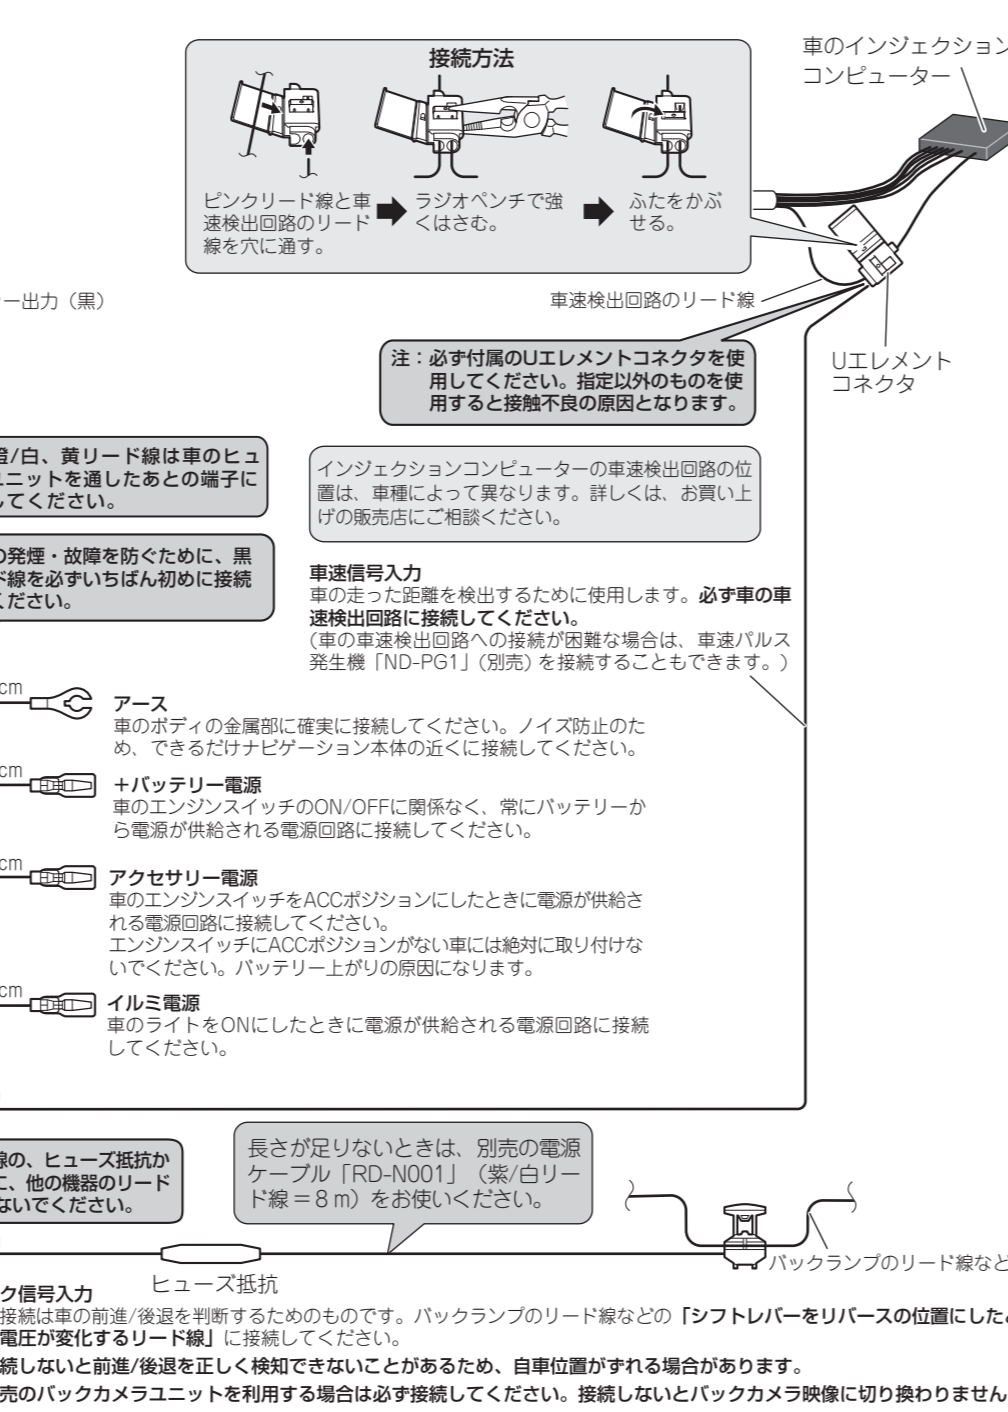 接続方法
車のインジェクション
コンピューター
ピンクリード線と車
速検出回路のリード
線を穴に通す。
ラジオペンチで強
くはさむ。
ふたをかぶ
せる。
ー出力（黒）
車速検出回路のリード線
Uエレメント
コネクタ
注：必ず付属のUエレメントコネクタを使
用してください。指定以外のものを使
用すると接触不良の原因となります。
/白、黄リード線は車のヒュ
ユニットを通したあとの端子に
してください。
インジェクションコンピューターの車速検出回路の位
置は、車種によって異なります。詳しくは、お買い上
げの販売店にご相談ください。
の発煙・故障を防ぐために、黒
ド線を必ずいちばん初めに接続
ください。
車速信号入力
車の走った距離を検出するために使用します。必ず車の車
速検出回路に接続してください。
(車の車速検出回路への接続が困難な場合は、車速パルス
発生機「ND-PG1」(別売) を接続することもできます。)
cm
アース
車のボディの金属部に確実に接続してください。ノイズ防止のた
め、できるだけナビゲーション本体の近くに接続してください。
cm
＋バッテリー電源
車のエンジンスイッチのON/OFFに関係なく、常にバッテリーか
ら電源が供給される電源回路に接続してください。
cm
アクセサリー電源
車のエンジンスイッチをACCポジションにしたときに電源が供給さ
れる電源回路に接続してください。
エンジンスイッチにACCポジションがない車には絶対に取り付けな
いでください。バッテリー上がりの原因になります。
cm
イルミ電源
車のライトをONにしたときに電源が供給される電源回路に接続
してください。
線の、ヒューズ抵抗か
に、他の機器のリード
ないでください。
長さが足りないときは、別売の電源
ケーブル「RD-N001」（紫/白リー
ド線＝8 m）をお使いください。
バックランプのリード線など
ヒューズ抵抗
ク信号入力
接続は車の前進/後退を判断するためのものです。バックランプのリード線などの「シフトレバーをリバースの位置にした
電圧が変化するリード線」に接続してください。
続しないと前進/後退を正しく検知できないことがあるため、自車位置がずれる場合があります。
売のバックカメラユニットを利用する場合は必ず接続してください。接続しないとバックカメラ映像に切り換わりません